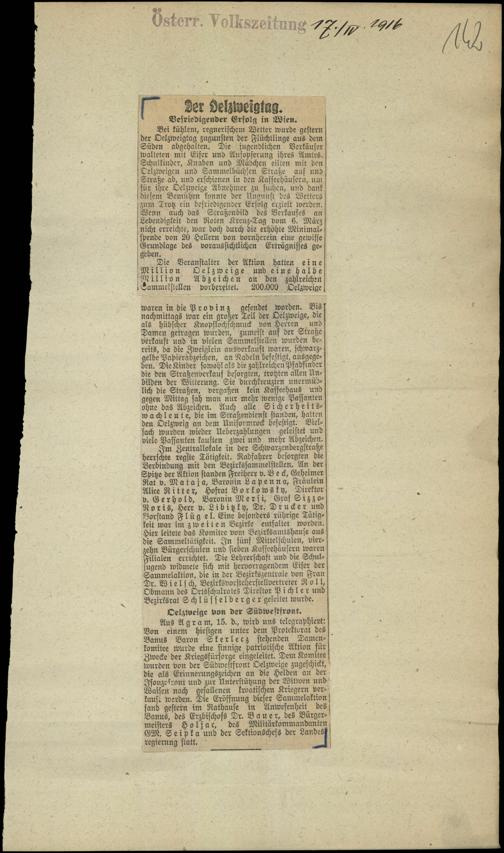 Österr. Volkszeitung 17./IV. 1916
142
Der Oelzweigtag.
Befriedigender Erfolg in Wien.
Bei kühlem, regnerischem Wetter wurde gestern
der Oelzweigtag zugunsten der Flüchtlinge aus dem
Süden abgehalten. Die jugendlichen Verkäufer
walteten mit Eifer und Aufopferung ihres Amtes.
Schulkinder, Knaben und Mädchen eilten mit den
Oelzweigen und Sammelbüchsen Straße auf und
Straße ab, und erschienen in den Kaffeehäusern, um
für ihre Oelzweige Abnehmer zu suchen, und dank
diesem Bemühen konnte der Ungunst des Wetters
zum Trotz ein befriedigender Erfolg erzielt werden.
Wenn auch das Straßenbild des Verkaufes an
Lebendigkeit den Roten Kreuz-Tag vom 6. März
nicht erreichte, war doch durch die erhöhte Minimal-
spende von 20 Hellern von vornherein eine gewisse
Grundlage des voraussichtlichen Erträgnisses ge-
geben.
Die Veranstalter der Aktion hatten eine
Million Oelzweige und eine halbe
Million Abzeichen an den zahlreichen
Sammelstellen vorbereitet. 200.000 Oelzweige
waren in die Provinz gesendet worden. Bis
nachmittags war ein großer Teil der Oelzweige, die
als hübscher Knopflochschmuck von Herren und
Damen getragen wurden, zumeist auf der Straße
verkauft und in vielen Sammelstellen wurden be-
reits, da die Zweiglein ausverkauft waren, schwarz-
gelbe Papierabzeichen, an Nadeln befestigt, ausgege-
ben. Die Kinder sowohl als die zahlreichen Pfadfinder
die den Straßenverkauf besorgten, trotzten allen Un-
bilden der Witterung. Sie durchkreuzten unermüd-
lich die Straßen, vergaßen kein Kaffeehaus und
gegen Mittag sah man nur mehr wenige Passanten
ohne das Abzeichen. Auch alle Sicherheits-
wachleute, die im Straßendienst standen, hatten
den Oelzweig an dem Uniformrock befestigt. Viel-
fach wurden wieder Ueberzahlungen geleistet und
viele Passanten kauften zwei und mehr Abzeichen.
Im Zentrallokale in der Schwarzenbergstraße
herrschte regste Tätigkeit. Radfahrer besorgten die
Verbindung mit den Bezirkssammelstellen. An der
Spitze der Aktion standen Freiherr v. Beck, Geheimer
Rat v. Mataja, Baronin Lapenna, Fräulein
Alice Ritter, Hofrat Borkowsky, Direktor
v. Gerhold, Baronin Mersi, Graf Sizzo-
Noris, Herr v. Libitzky, Dr. Drucker und
Vorstand Flügel. Eine besonders rührige Tätig-
keit war im zweiten Bezirke entfaltet worden.
Hier leitete das Komitee vom Bezirksamtshause aus
die Sammeltätigkeit. In fünf Mittelschulen, vier-
zehn Bürgerschulen und sieben Kaffeehäusern waren
Filialen errichtet. Die Lehrerschaft und die Schul-
jugend widmete sich mit hervorragendem Eifer der
Sammelaktion, die in der Bezirkszentrale von Frau
Dr. Wielsch, Bezirksvorsteherstellvertreter Roll,
Obmann des Ortsschulrates Direktor Pichler und
Bezirksrat Schlüsselberger geleitet wurde.
Oelzweige von der Südwestfront.
Aus Agram, 15. d., wird uns telegraphiert:
Von einem hiesigen unter dem Protektorat des
Banus Baron Skerlecz stehenden Damen-
komitee wurde eine sinnige patriotische Aktion für
Zwecke der Kriegsfürsorge eingeleitet. Dem Komitee
wurden von der Südwestfront Oelzweige zugeschickt,
die als Erinnerungszeichen an die Helden an der
Isonzofront und zur Unterstützung der Witwen und
Waisen nach gefallenen kroatischen Kriegern ver-
kauft werden. Die Eröffnung dieser Sammelaktion
fand gestern im Rathause in Anwesenheit des
Banus, des Erzbischofs Dr. Bauer, des Bürger-
meisters Holjac, des Militärkommandanten
GM. Seipka und der Sektionschefs der Landes
regierung statt.